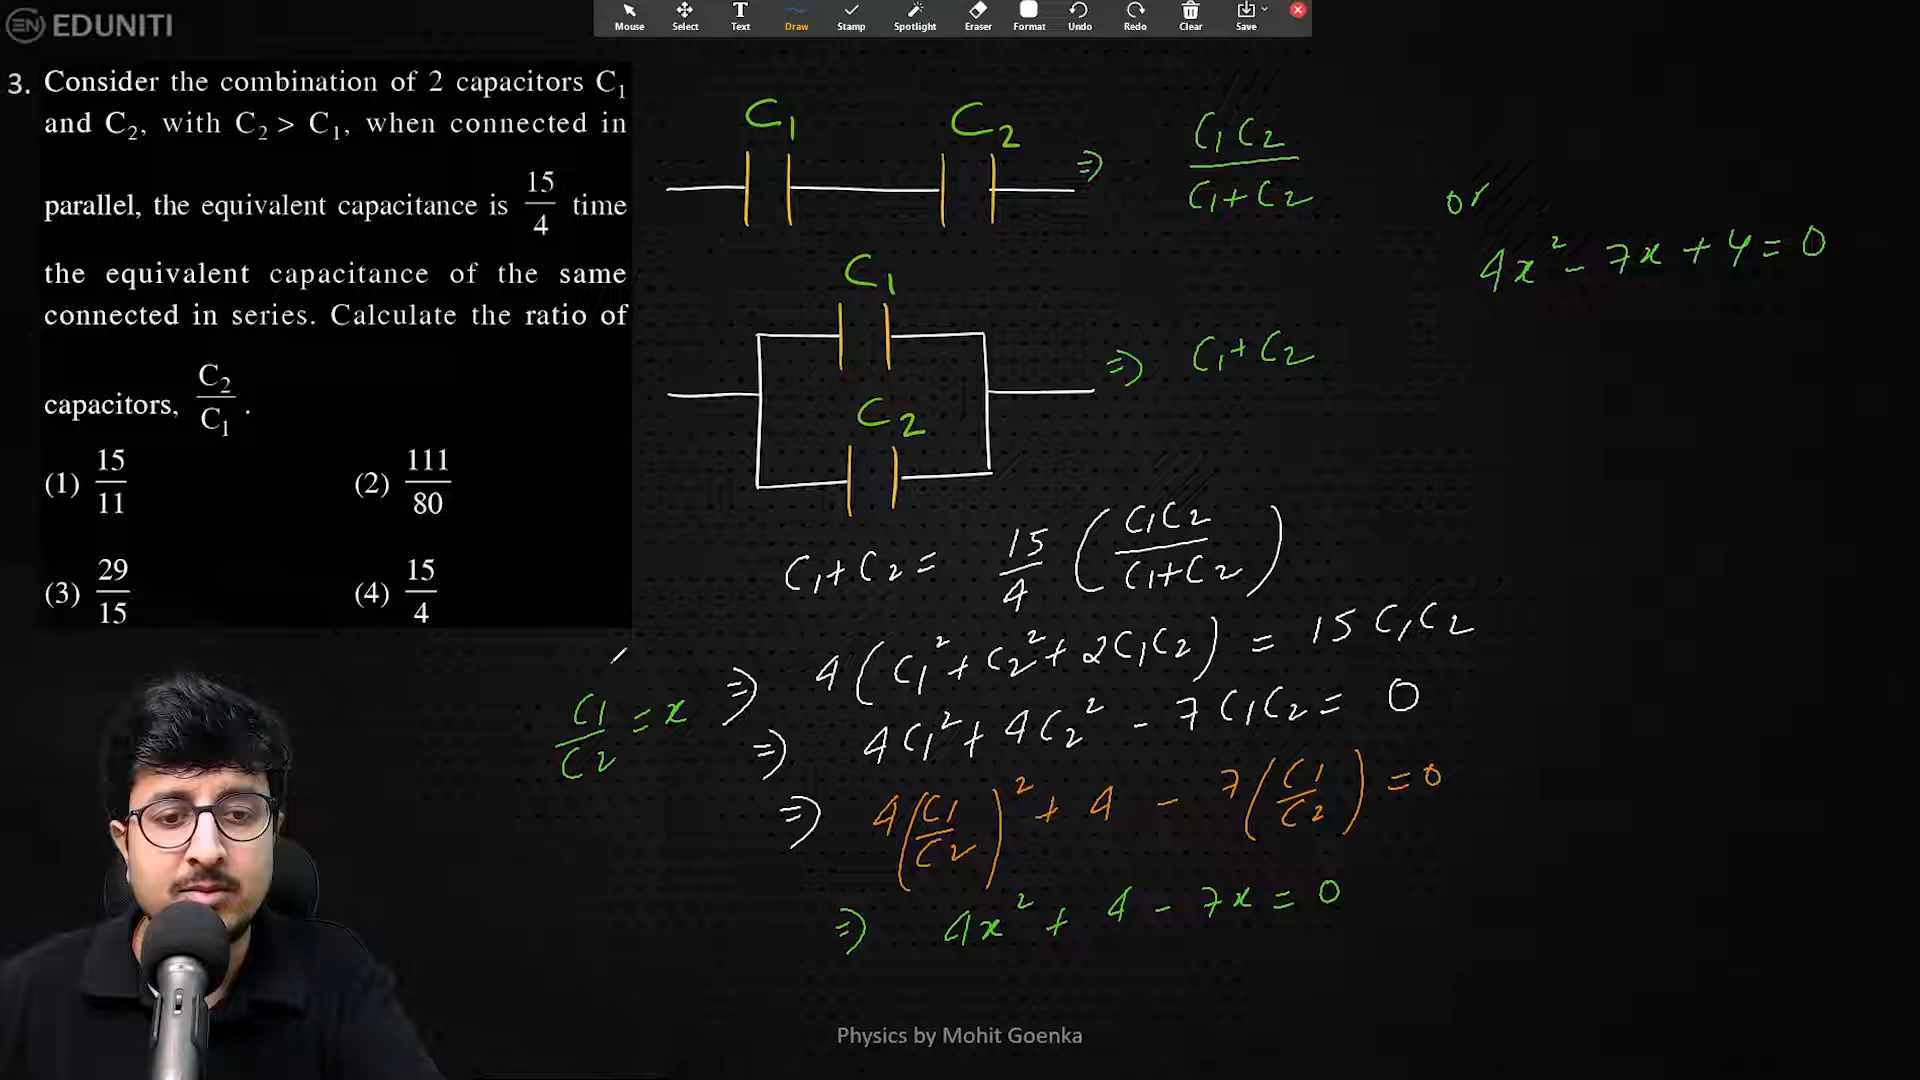 EN EDUNITI
Mouse Select Text Draw Stamp Spotlight Eraser Format Undo Redo Clear Save
3. Consider the combination of 2 capacitors C₁
and C₂, with C₂ > C₁, when connected in
parallel, the equivalent capacitance is 15/4 time
the equivalent capacitance of the same
connected in series. Calculate the ratio of
capacitors, C₂/C₁.
(1) 15/11 (2) 111/80
(3) 29/15 (4) 15/4
C₁ C₂ ⇒ C₁C₂/(C₁+C₂)
C₁
C₂
⇒ C₁+C₂
C₁+C₂ = 15/4 (C₁C₂/(C₁+C₂))
⇒ 4(C₁²+C₂²+2C₁C₂) = 15C₁C₂
⇒ 4C₁²+4C₂² - 7C₁C₂ = 0
C₁/C₂ = x
⇒ 4(C₁/C₂)² + 4 - 7(C₁/C₂) = 0
⇒ 4x² + 4 - 7x = 0
or
4x² - 7x + 4 = 0
Physics by Mohit Goenka